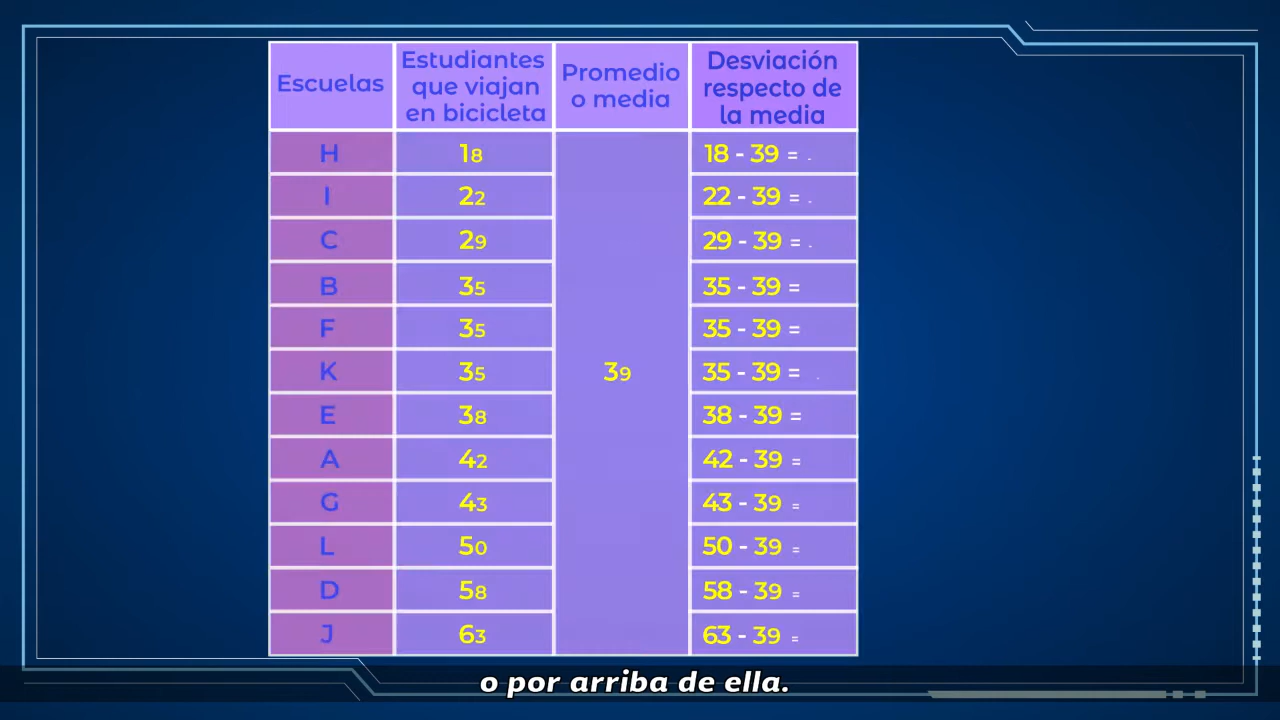 Escuelas
Estudiantes
que viajan
en bicicleta
Promedio
o media
Desviación
respecto de
la media
H 18 18 - 39 =
I 22 22 - 39 =
C 29 29 - 39 =
B 35 35 - 39 =
F 35 35 - 39 =
K 35 39 35 - 39 =
E 38 38 - 39 =
A 42 42 - 39 =
G 43 43 - 39 =
L 50 50 - 39 =
D 58 58 - 39 =
J 63 63 - 39 =
o por arriba de ella.